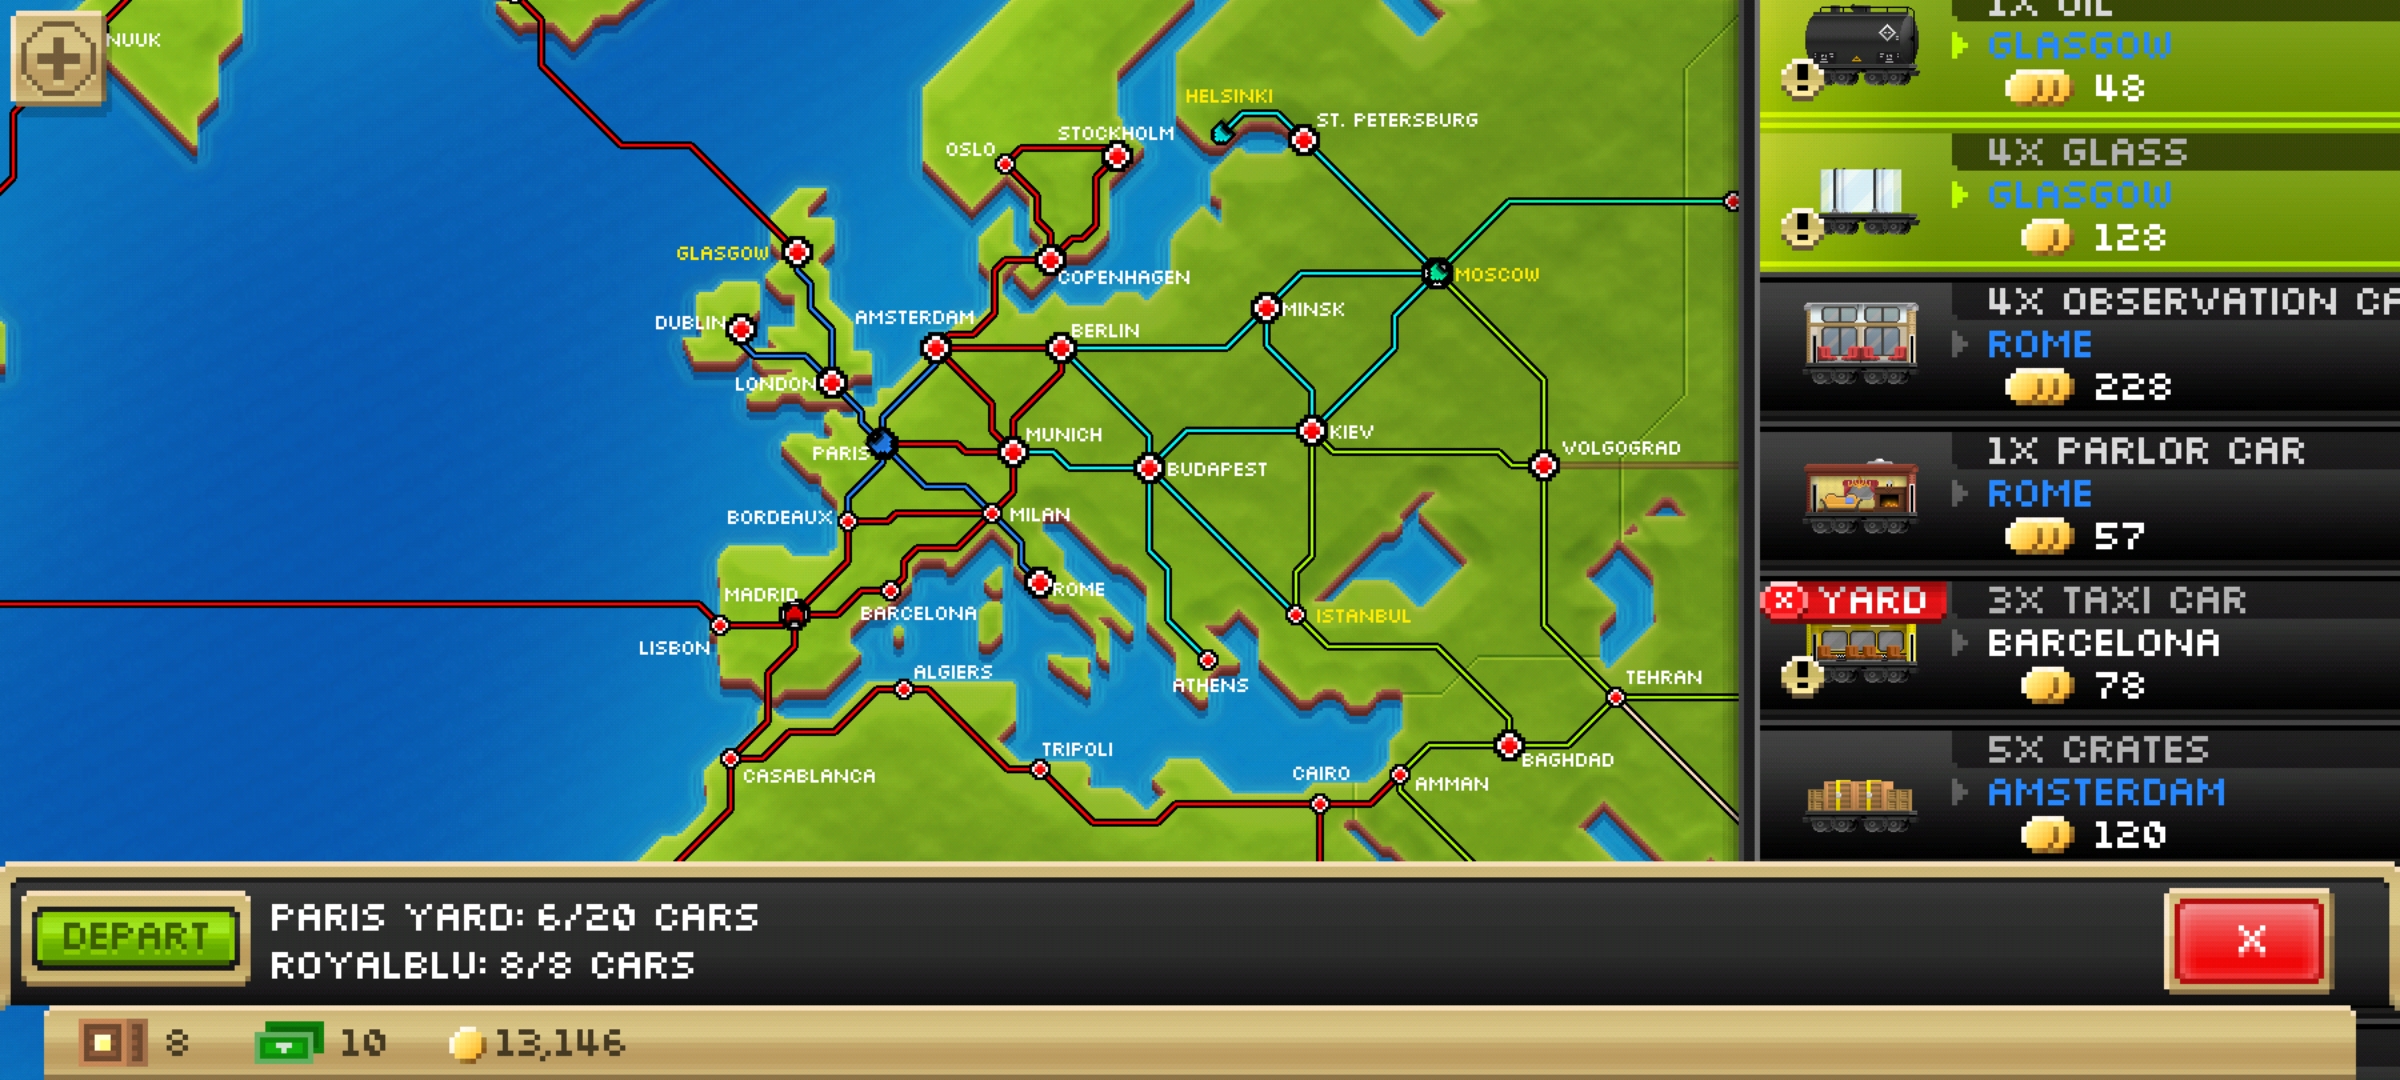 NUUK
HELSINKI
ST. PETERSBURG
STOCKHOLM
OSLO
GLASGOW
COPENHAGEN
MOSCOW
DUBLIN
AMSTERDAM
BERLIN
MINSK
LONDON
PARIS
MUNICH
KIEV
VOLGOGRAD
BUDAPEST
BORDEAUX
MILAN
MADRID
ROME
BARCELONA
ISTANBUL
LISBON
ALGIERS
ATHENS
TEHRAN
TRIPOLI
CASABLANCA
CAIRO
AMMAN
BAGHDAD
1X OIL
GLASGOW
48
4X GLASS
GLASGOW
128
4X OBSERVATION CA
ROME
228
1X PARLOR CAR
ROME
57
YARD
3X TAXI CAR
BARCELONA
78
5X CRATES
AMSTERDAM
120
DEPART
PARIS YARD: 6/20 CARS
ROYALBLU: 8/8 CARS
X
8
10
13,146